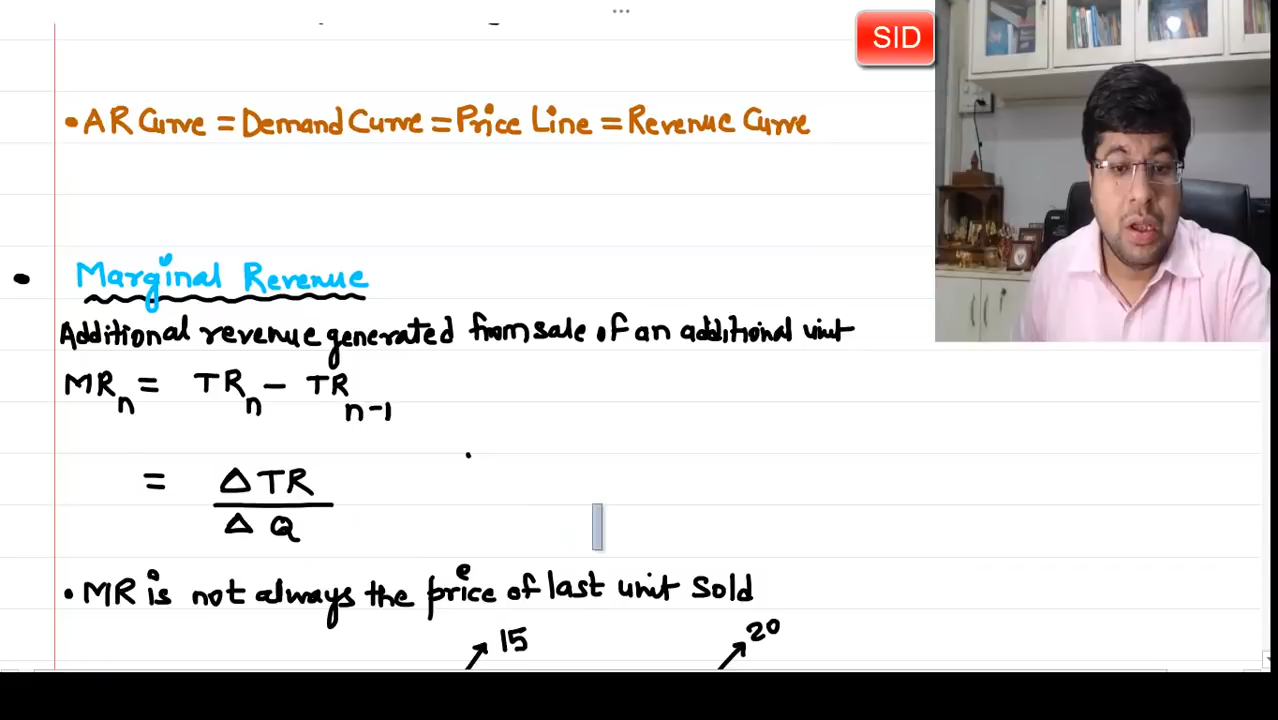 SID
• AR Curve = Demand Curve = Price Line = Revenue Curve
• Marginal Revenue
Additional revenue generated from sale of an additional unit
MRn = TRn - TRn-1
= ΔTR
ΔQ
• MR is not always the price of last unit sold
15 20